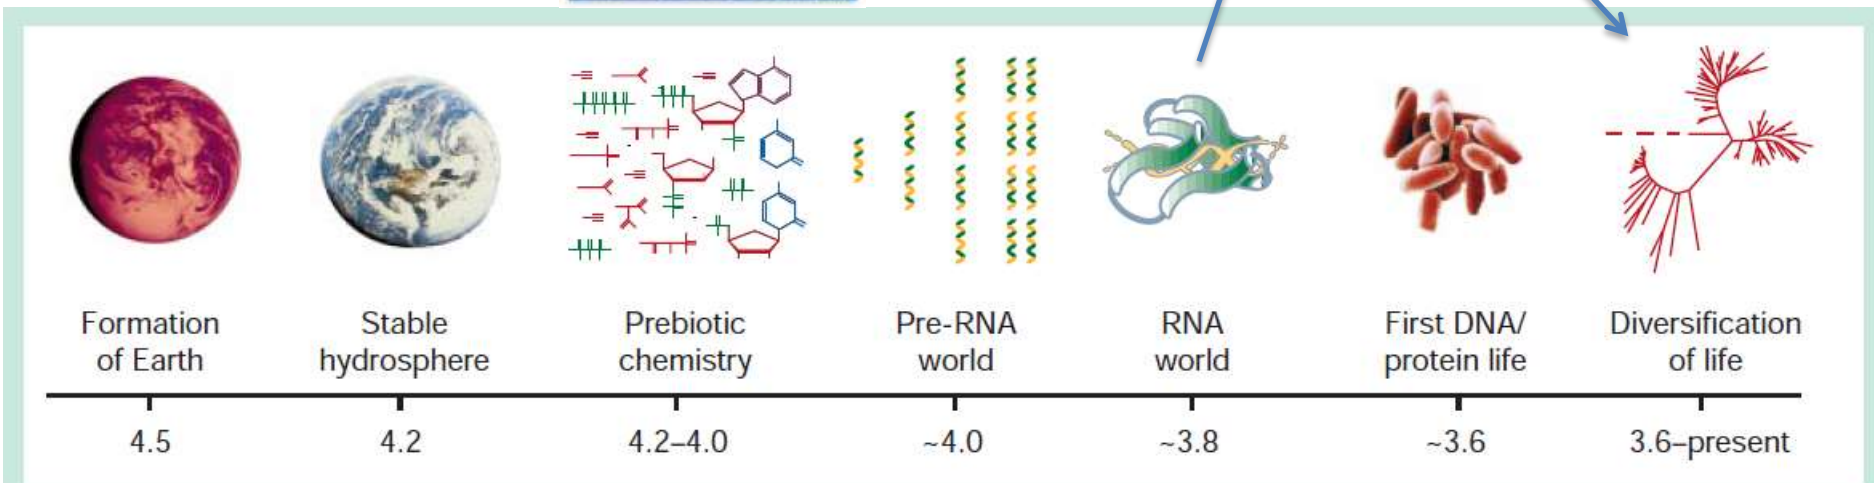 Formation
of Earth
Stable
hydrosphere
Prebiotic
chemistry
Pre-RNA
world
RNA
world
First DNA/
protein life
Diversification
of life
4.5
4.2
4.2–4.0
~4.0
~3.8
~3.6
3.6–present